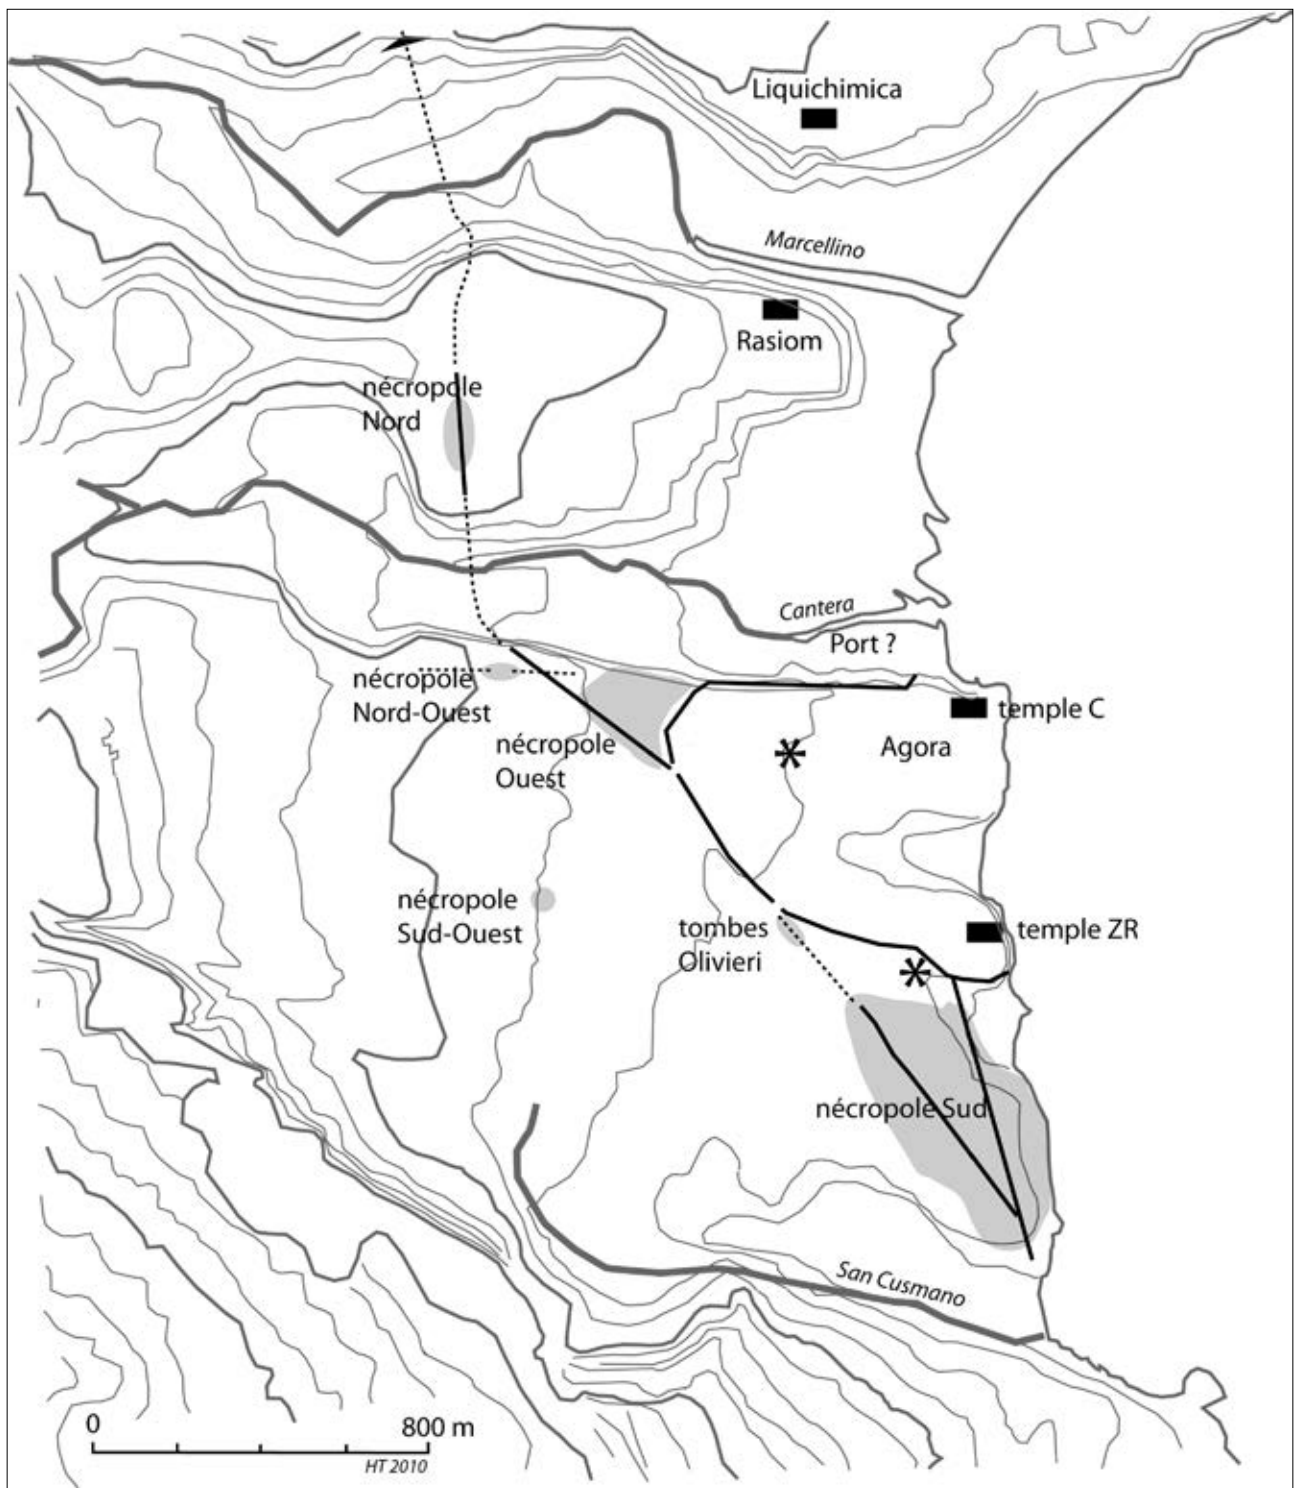 Liquichimica
Marcellino
Rasiom
nécropole
Nord
Cantera
Port ?
nécropole
Nord-Ouest
temple C
Agora
nécropole
Ouest
nécropole
Sud-Ouest
tombes
Olivieri
temple ZR
nécropole Sud
San Cusmano
0
800 m
HT 2010